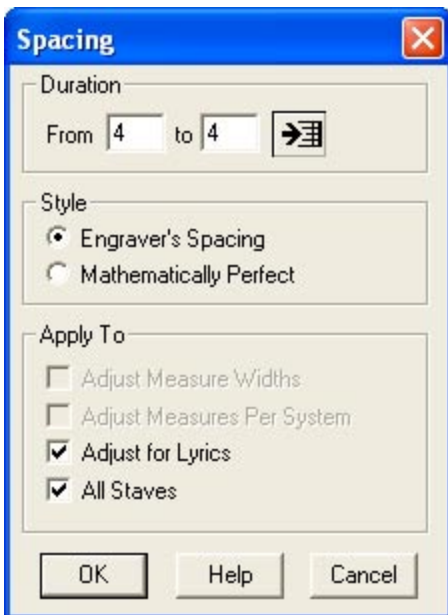 Spacing
Duration
From 4 to 4
Style
Engraver's Spacing
Mathematically Perfect
Apply To
Adjust Measure Widths
Adjust Measures Per System
Adjust for Lyrics
All Staves
OK Help Cancel